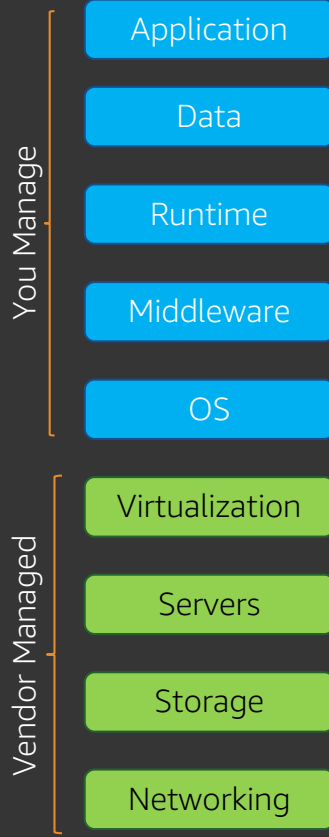 You Manage
Application
Data
Runtime
Middleware
OS
Vendor Managed
Virtualization
Servers
Storage
Networking